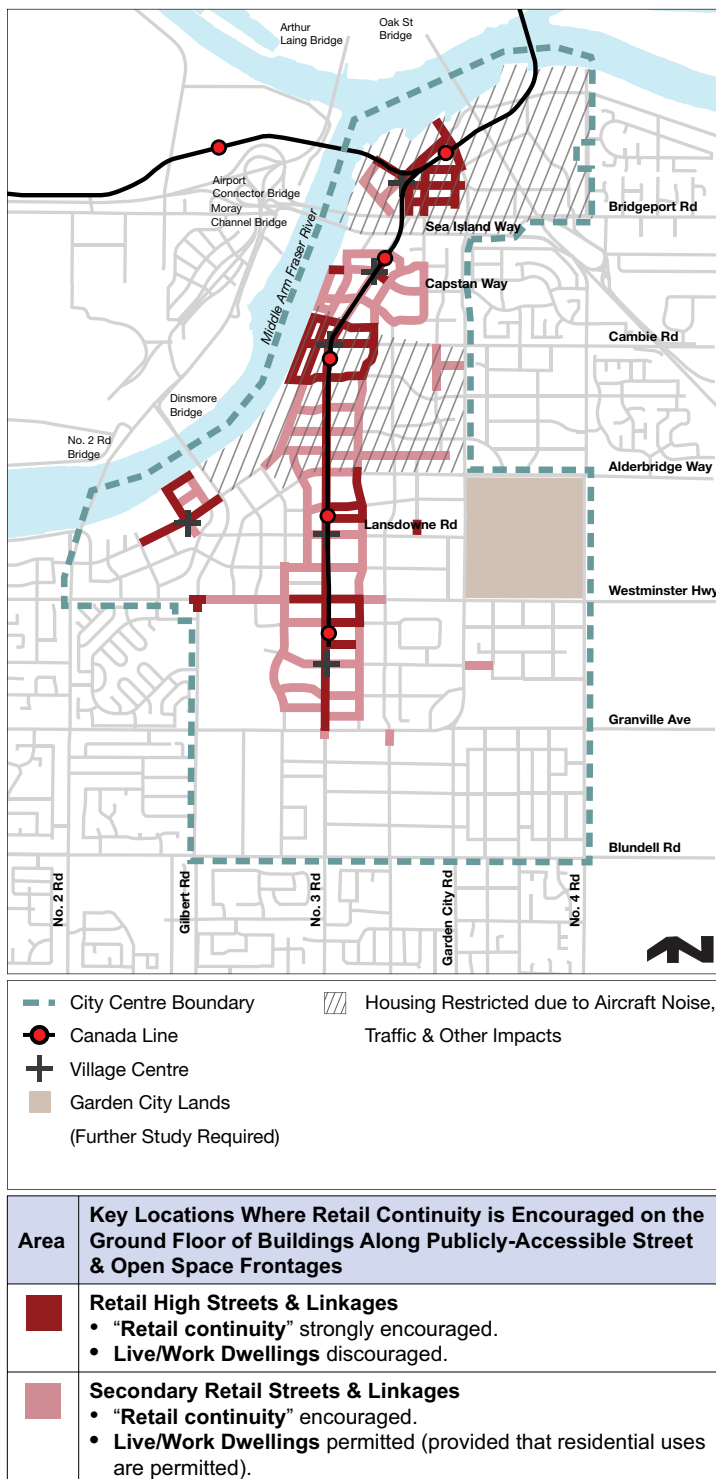 Arthur
Laing Bridge
Oak St
Bridge
Airport
Connector Bridge
Moray
Channel Bridge
Bridgeport Rd
Sea Island Way
Middle Arm Fraser River
Capstan Way
Cambie Rd
Dinsmore
Bridge
No. 2 Rd
Bridge
Alderbridge Way
Lansdowne Rd
Westminster Hwy
Granville Ave
Blundell Rd
No. 2 Rd
Gilbert Rd
No. 3 Rd
Garden City Rd
No. 4 Rd
N
City Centre Boundary
Canada Line
Village Centre
Garden City Lands
(Further Study Required)
Housing Restricted due to Aircraft Noise,
Traffic & Other Impacts
Area
Key Locations Where Retail Continuity is Encouraged on the
Ground Floor of Buildings Along Publicly-Accessible Street
& Open Space Frontages
Retail High Streets & Linkages
• “Retail continuity” strongly encouraged.
• Live/Work Dwellings discouraged.
Secondary Retail Streets & Linkages
• “Retail continuity” encouraged.
• Live/Work Dwellings permitted (provided that residential uses
are permitted).